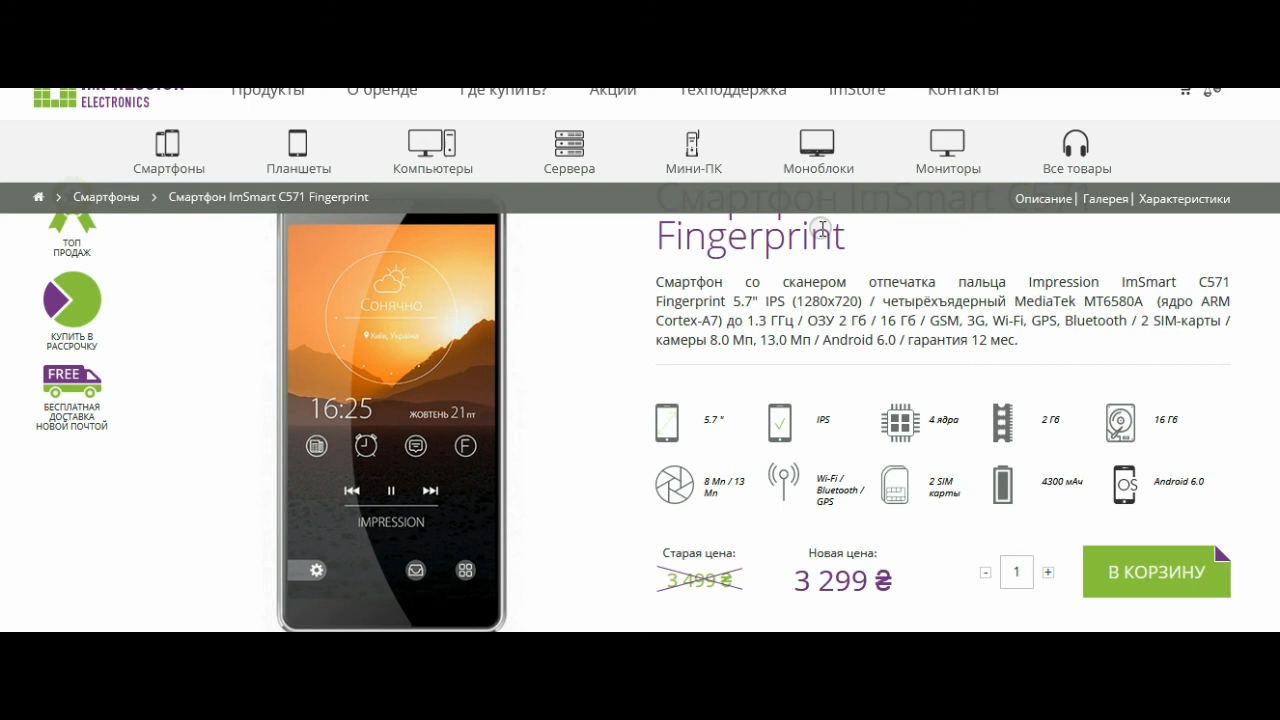 ELECTRONICS
Продукты О бренде Где купить? Акции Техподдержка ImStore Контакты
Смартфоны Планшеты Компьютеры Сервера Мини-ПК Моноблоки Мониторы Все товары
Смартфоны Смартфон ImSmart C571 Fingerprint Описание| Галерея| Характеристики
Смартфон ImSmart C571
Fingerprint
ТОП
ПРОДАЖ
КУПИТЬ В
РАССРОЧКУ
FREE
БЕСПЛАТНАЯ
ДОСТАВКА
НОВОЙ ПОЧТОЙ
Сонячно
Київ, Україна
16:25 ЖОВТЕНЬ 21ПТ
F
IMPRESSION
Смартфон со сканером отпечатка пальца Impression ImSmart C571
Fingerprint 5.7" IPS (1280x720) / четырёхъядерный MediaTek MT6580A (ядро ARM
Cortex-A7) до 1.3 ГГц / ОЗУ 2 Гб / 16 Гб / GSM, 3G, Wi-Fi, GPS, Bluetooth / 2 SIM-карты /
камеры 8.0 Мп, 13.0 Мп / Android 6.0 / гарантия 12 мес.
5.7 " IPS 4 ядра 2 Гб 16 Гб
8 Мп / 13
Мп
Wi-Fi /
Bluetooth /
GPS
2 SIM
карты
4300 мАч
OS
Android 6.0
Старая цена: Новая цена:
3 499 ₴ 3 299 ₴ - 1 + В КОРЗИНУ